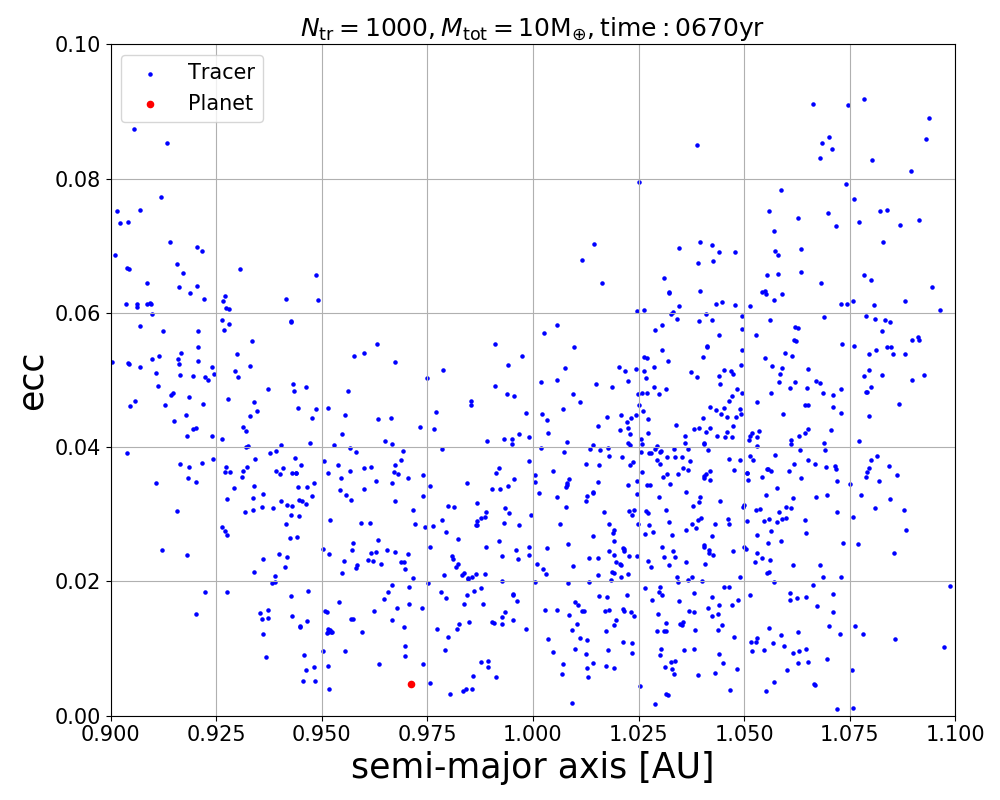 N_tr = 1000, M_tot = 10M_⊕, time : 0670yr
Tracer
Planet
0.10
0.08
0.06
0.04
0.02
0.00
ecc
0.900 0.925 0.950 0.975 1.000 1.025 1.050 1.075 1.100
semi-major axis [AU]